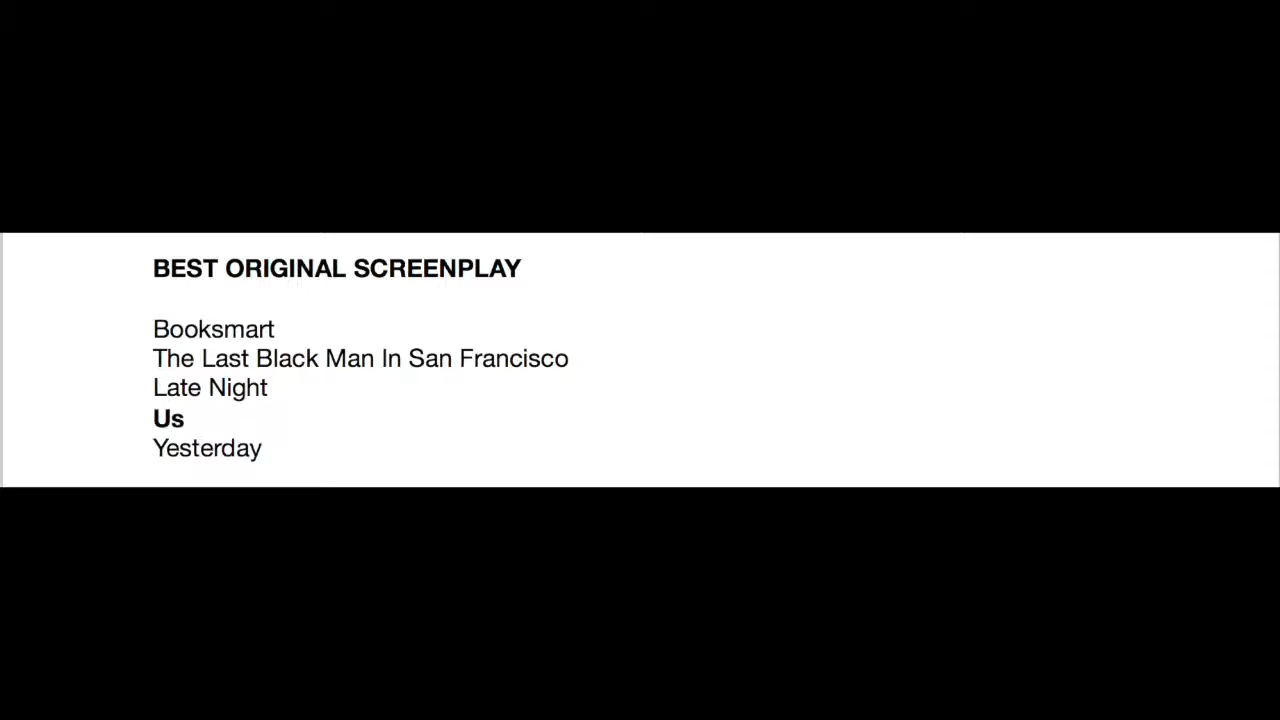 BEST ORIGINAL SCREENPLAY
Booksmart
The Last Black Man In San Francisco
Late Night
Us
Yesterday